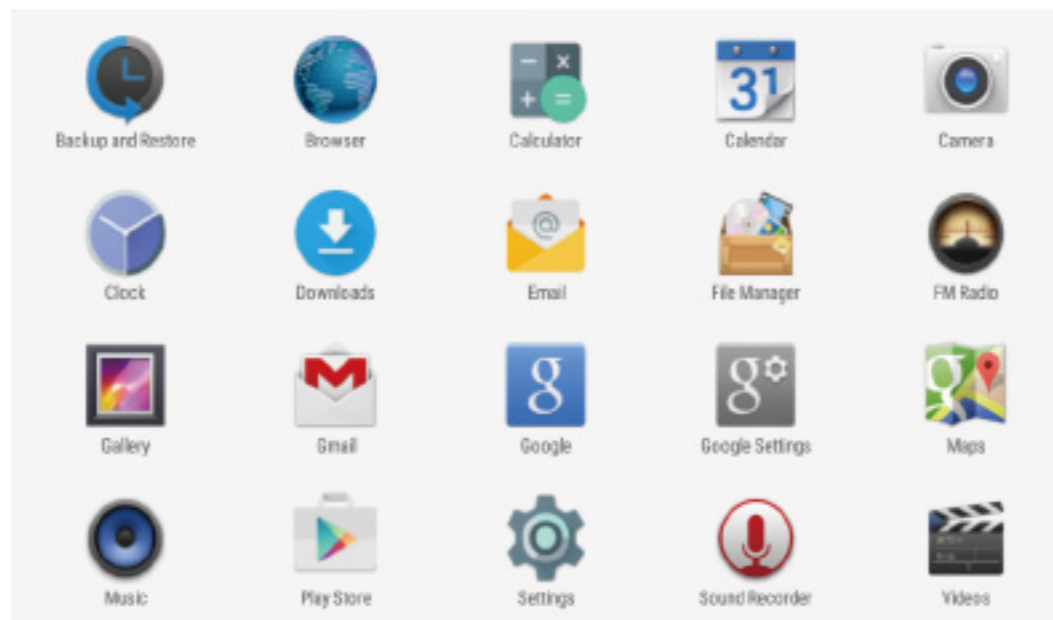 Backup and Restore Browser Calculator 31 Calendar Camera
Clock Downloads @ Email File Manager FM Radio
Gallery Gmail g Google g Google Settings g Maps
Music Play Store Settings Sound Recorder Videos